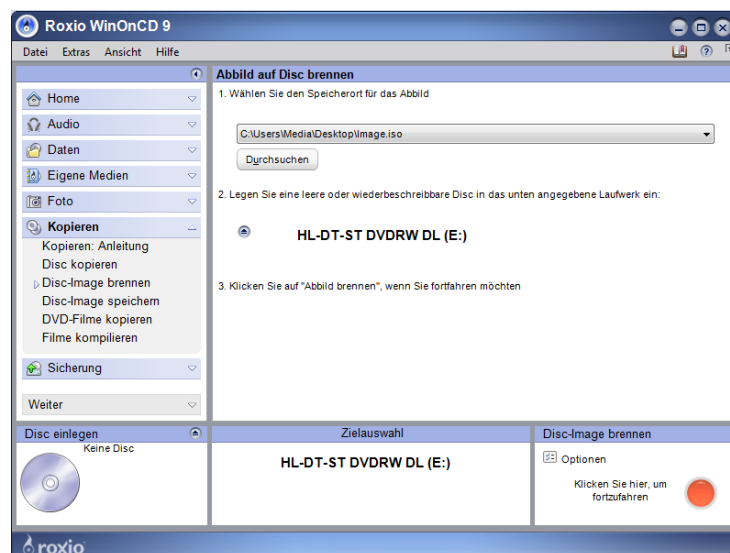 Roxio WinOnCD 9
Datei Extras Ansicht Hilfe
Home
Audio
Daten
Eigene Medien
Foto
Kopieren
Kopieren: Anleitung
Disc kopieren
Disc-Image brennen
Disc-Image speichern
DVD-Filme kopieren
Filme kompilieren
Sicherung
Weiter
Abbild auf Disc brennen
1. Wählen Sie den Speicherort für das Abbild
C:\Users\Media\Desktop\Image.iso
Durchsuchen
2. Legen Sie eine leere oder wiederbeschreibbare Disc in das unten angegebene Laufwerk ein:
HL-DT-ST DVDRW DL (E:)
3. Klicken Sie auf "Abbild brennen", wenn Sie fortfahren möchten
Disc einlegen
Keine Disc
Zielauswahl
HL-DT-ST DVDRW DL (E:)
Disc-Image brennen
Optionen
Klicken Sie hier, um
fortzufahren
roxio